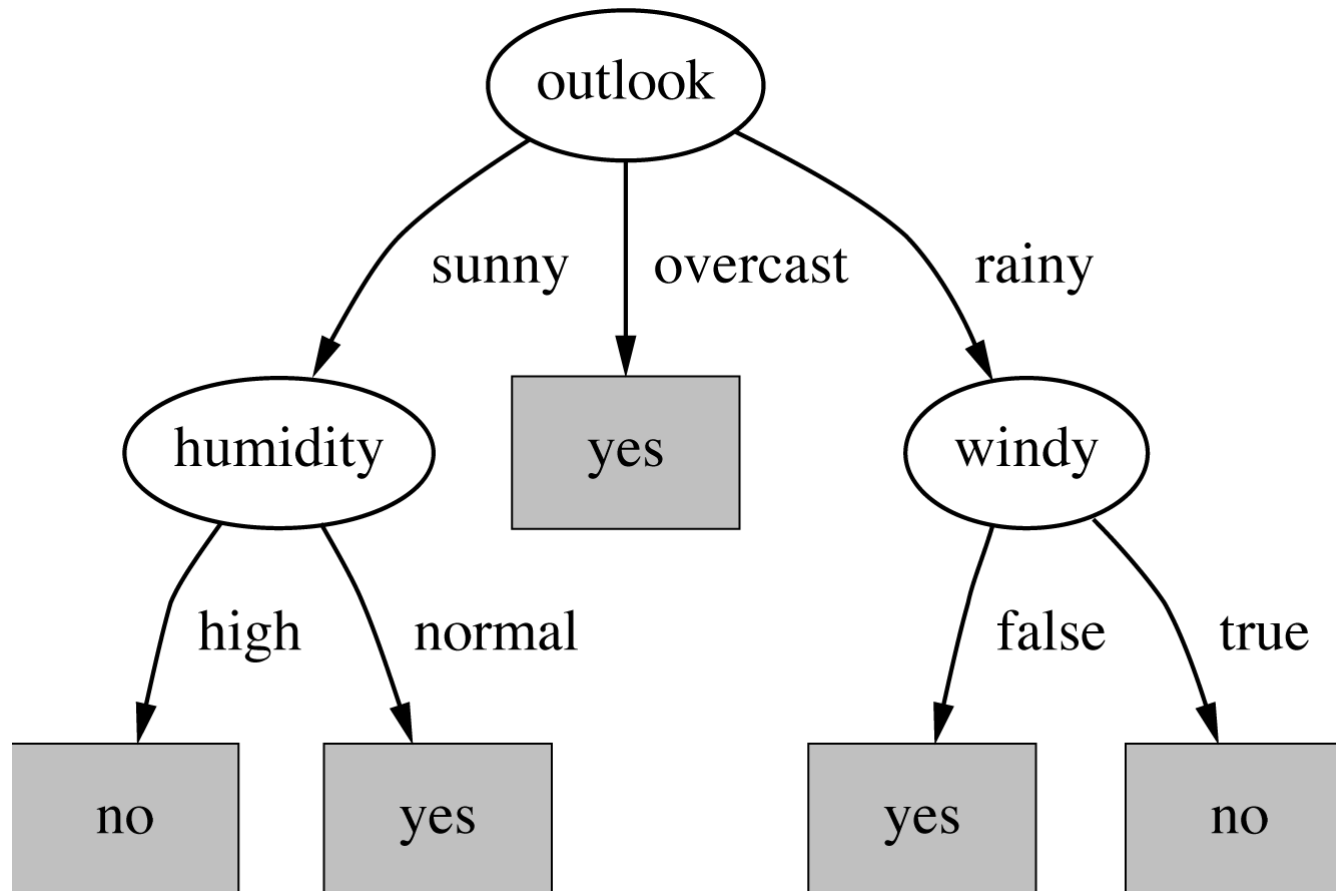 outlook
sunny overcast rainy
humidity yes windy
high normal false true
no yes yes no